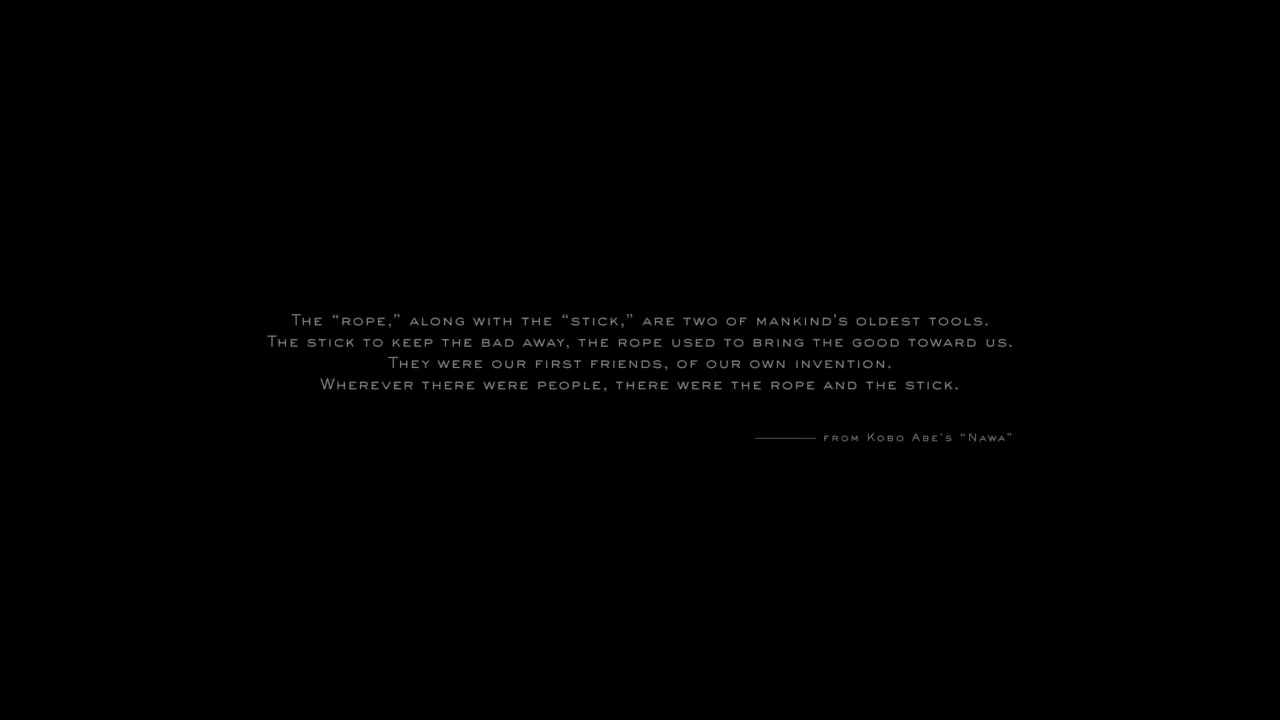 The “rope,” along with the “stick,” are two of mankind's oldest tools.
The stick to keep the bad away, the rope used to bring the good toward us.
They were our first friends, of our own invention.
Wherever there were people, there were the rope and the stick.
from Kobo Abe's “Nawa”